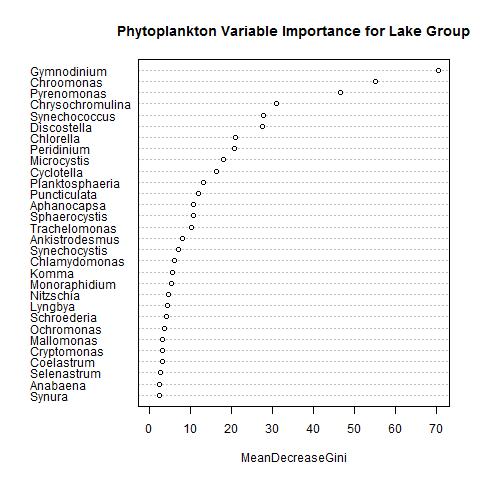 Phytoplankton Variable Importance for Lake Group
Gymnodinium
Chroomonas
Pyrenomonas
Chrysochromulina
Synechococcus
Discostella
Chlorella
Peridinium
Microcystis
Cyclotella
Planktosphaeria
Puncticulata
Aphanocapsa
Sphaerocystis
Trachelomonas
Ankistrodesmus
Synechocystis
Chlamydomonas
Komma
Monoraphidium
Nitzschia
Lyngbya
Schroederia
Ochromonas
Mallomonas
Cryptomonas
Coelastrum
Selenastrum
Anabaena
Synura
0 10 20 30 40 50 60 70
MeanDecreaseGini